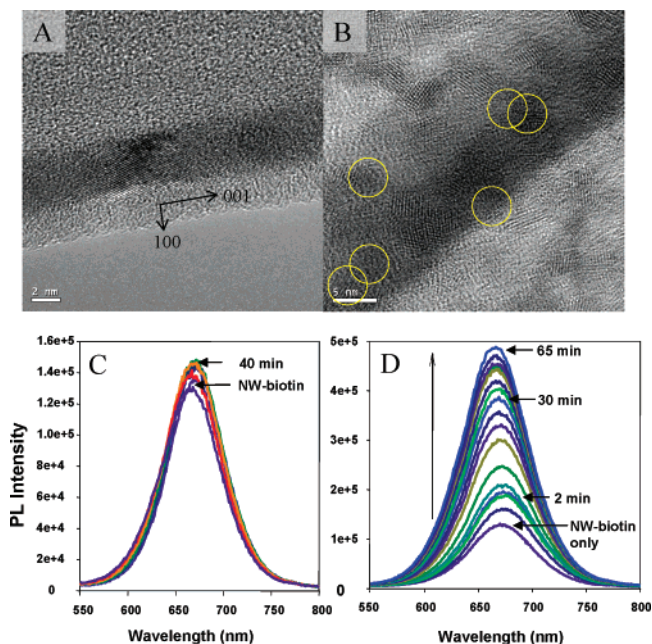 A
001
100
2 nm
B
5 nm
C
PL Intensity
1.6e+5
1.4e+5
1.2e+5
1.0e+5
8e+4
6e+4
4e+4
2e+4
0
40 min
NW-biotin
550 600 650 700 750 800
Wavelength (nm)
D
5e+5
4e+5
3e+5
2e+5
1e+5
0
65 min
30 min
2 min
NW-biotin
only
550 600 650 700 750 800
Wavelength (nm)